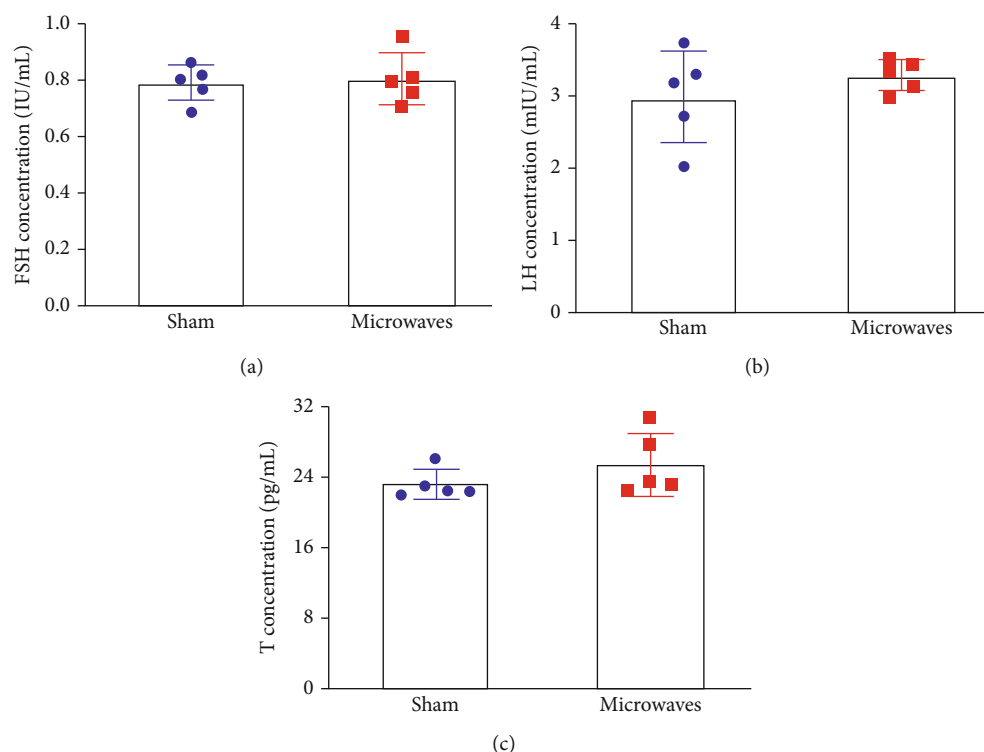 FSH concentration (IU/mL)
1.0
0.8
0.6
0.4
0.2
0.0
Sham
Microwaves
(a)
LH concentration (mIU/mL)
4
3
2
1
0
Sham
Microwaves
(b)
T concentration (pg/mL)
32
24
16
8
0
Sham
Microwaves
(c)